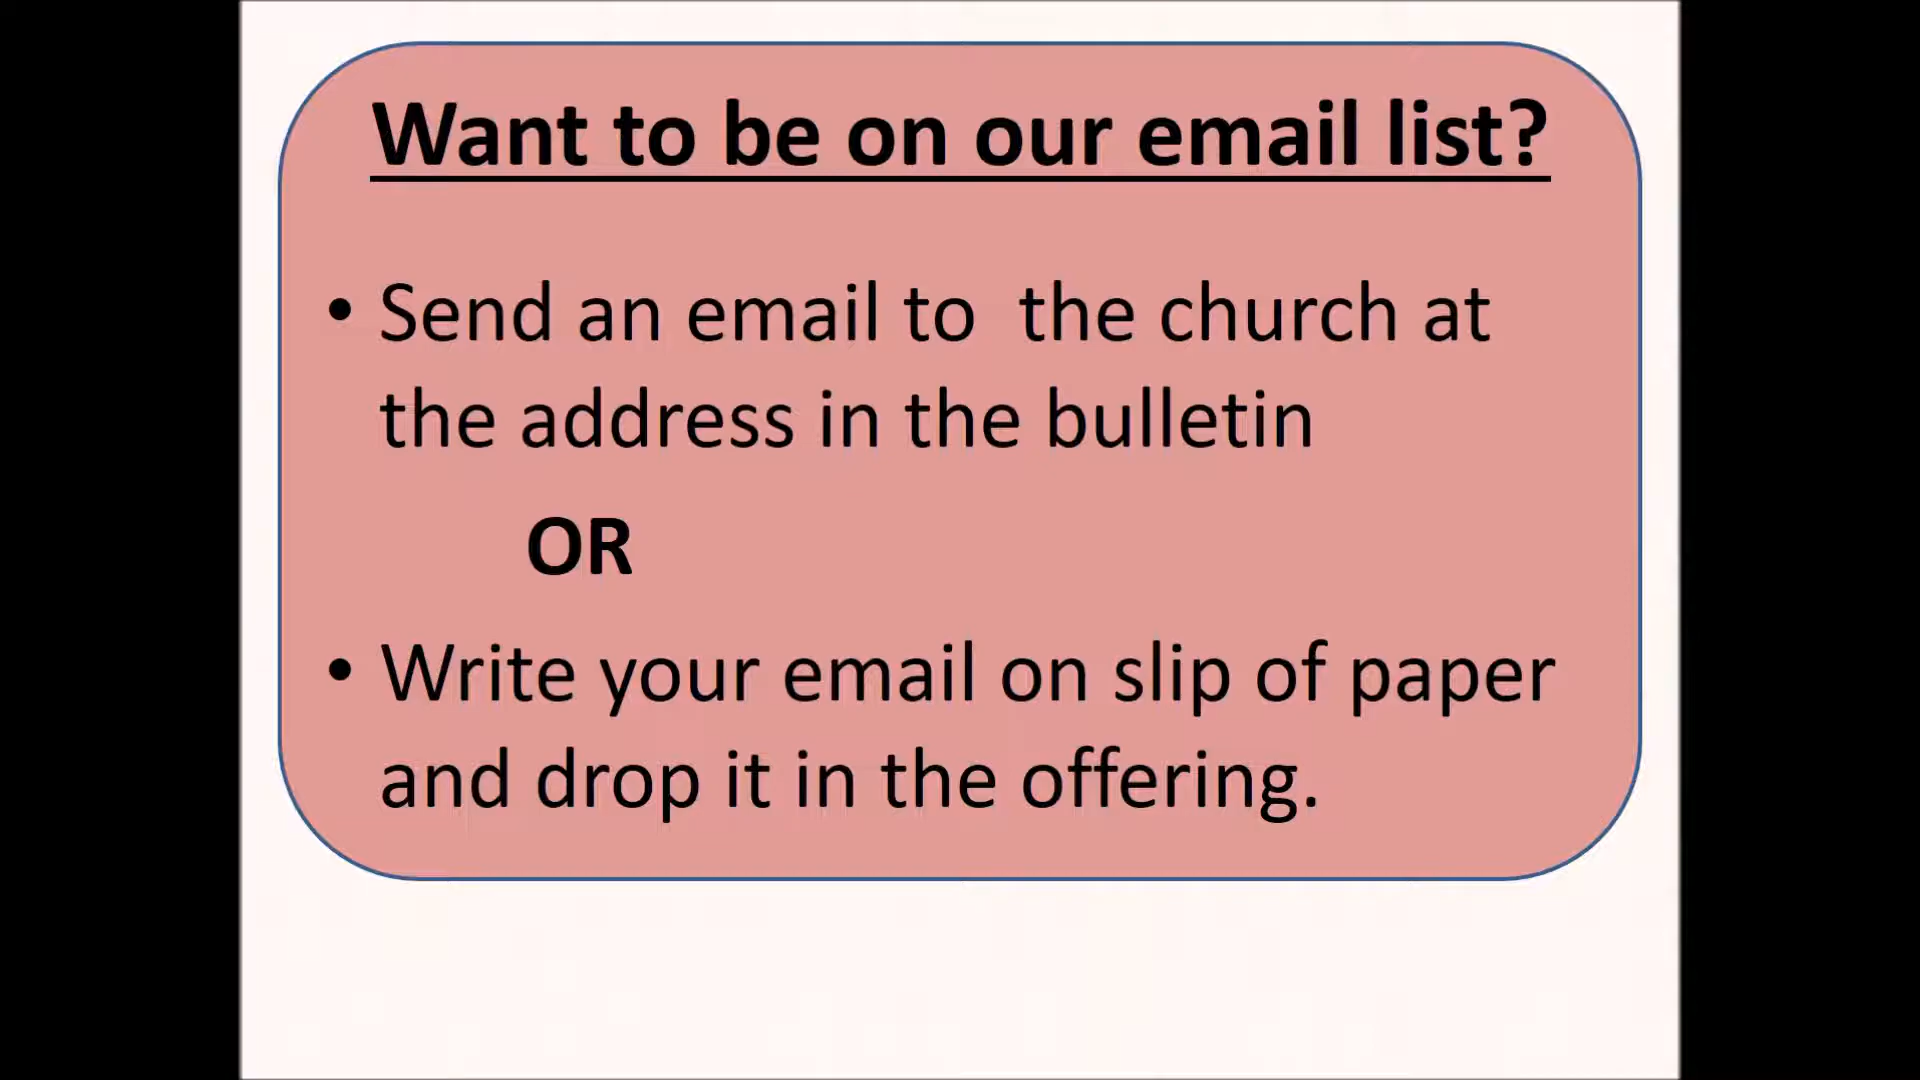 Want to be on our email list?
• Send an email to  the church at
the address in the bulletin
OR
• Write your email on slip of paper
and drop it in the offering.